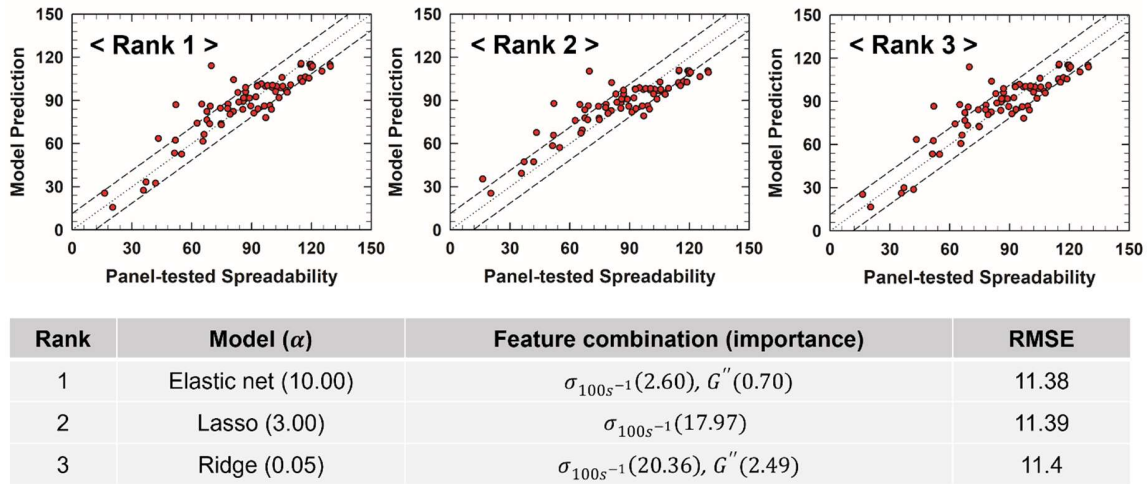 < Rank 1 >
Model Prediction
150
120
90
60
30
0
0 30 60 90 120 150
Panel-tested Spreadability
< Rank 2 >
Model Prediction
150
120
90
60
30
0
0 30 60 90 120 150
Panel-tested Spreadability
< Rank 3 >
Model Prediction
150
120
90
60
30
0
0 30 60 90 120 150
Panel-tested Spreadability
Rank Model (α) Feature combination (importance) RMSE
1 Elastic net (10.00) σ₁₀₀ₛ⁻¹(2.60), G′′(0.70) 11.38
2 Lasso (3.00) σ₁₀₀ₛ⁻¹(17.97) 11.39
3 Ridge (0.05) σ₁₀₀ₛ⁻¹(20.36), G′′(2.49) 11.4